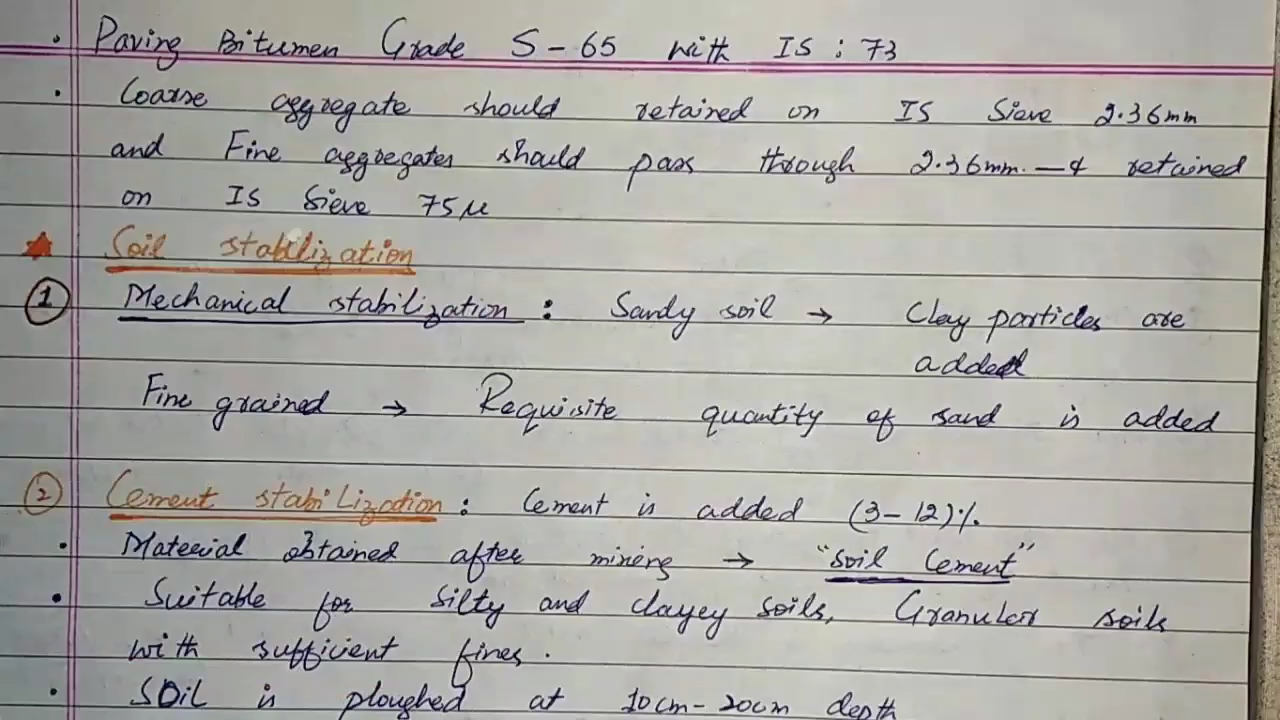 • Paving Bitumen Grade S-65 with IS : 73
• Coarse aggregate should retained on IS Sieve 2.36mm
and Fine aggregates should pass through 2.36mm. — & retained
on IS Sieve 75μ
★ Soil stabilization
① Mechanical stabilization : Sandy soil → Clay particles are
added
Fine grained → Requisite quantity of sand is added
② Cement stabilization : Cement is added (3-12)%
• Material obtained after mixing → "Soil Cement"
• Suitable for Silty and clayey soils, Granular soils
with sufficient fines.
• SOil is ploughed at 10cm-20cm depth